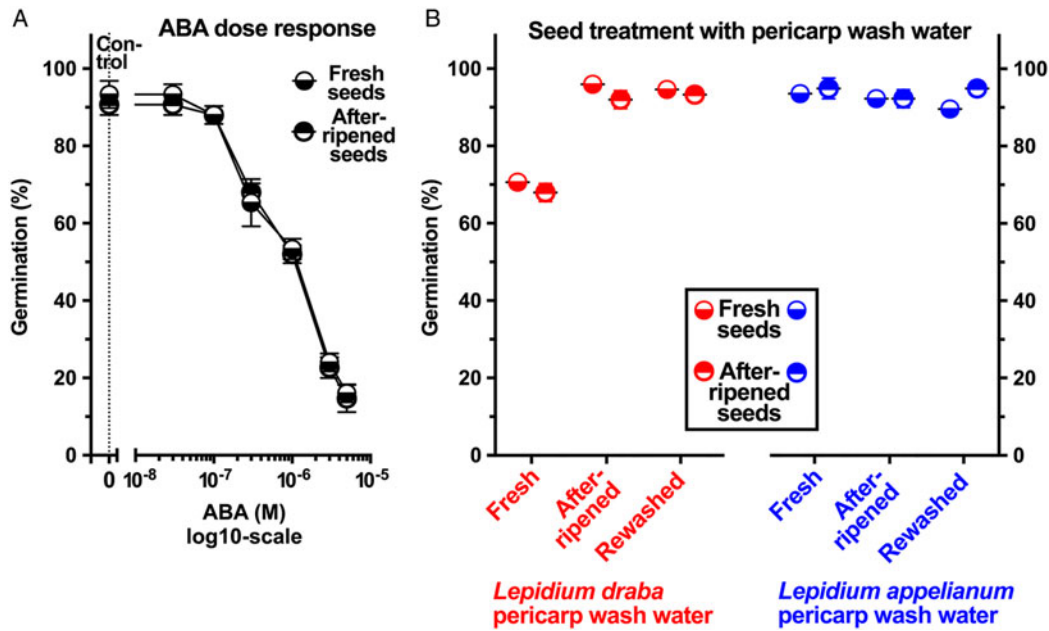 A
ABA dose response
Con-
trol
Fresh
seeds
After-
ripened
seeds
Germination (%)
100
80
60
40
20
0
0 10⁻⁸ 10⁻⁷ 10⁻⁶ 10⁻⁵
ABA (M)
log10-scale
B
Seed treatment with pericarp wash water
Germination (%)
100
80
60
40
20
0
100
80
60
40
20
0
Fresh
seeds
After-
ripened
seeds
Fresh
After-
ripened
Rewashed
Lepidium draba
pericarp wash water
Fresh
After-
ripened
Rewashed
Lepidium appelianum
pericarp wash water